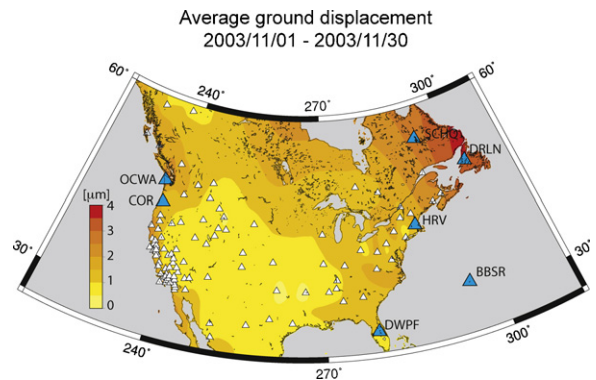 Average ground displacement
2003/11/01 - 2003/11/30
60°
240°
270°
300°
60°
SCHQ
DRLN
OCWA
[μm]
COR
4
3
2
1
0
HRV
BBSR
DWPF
30°
30°
240°
270°
300°